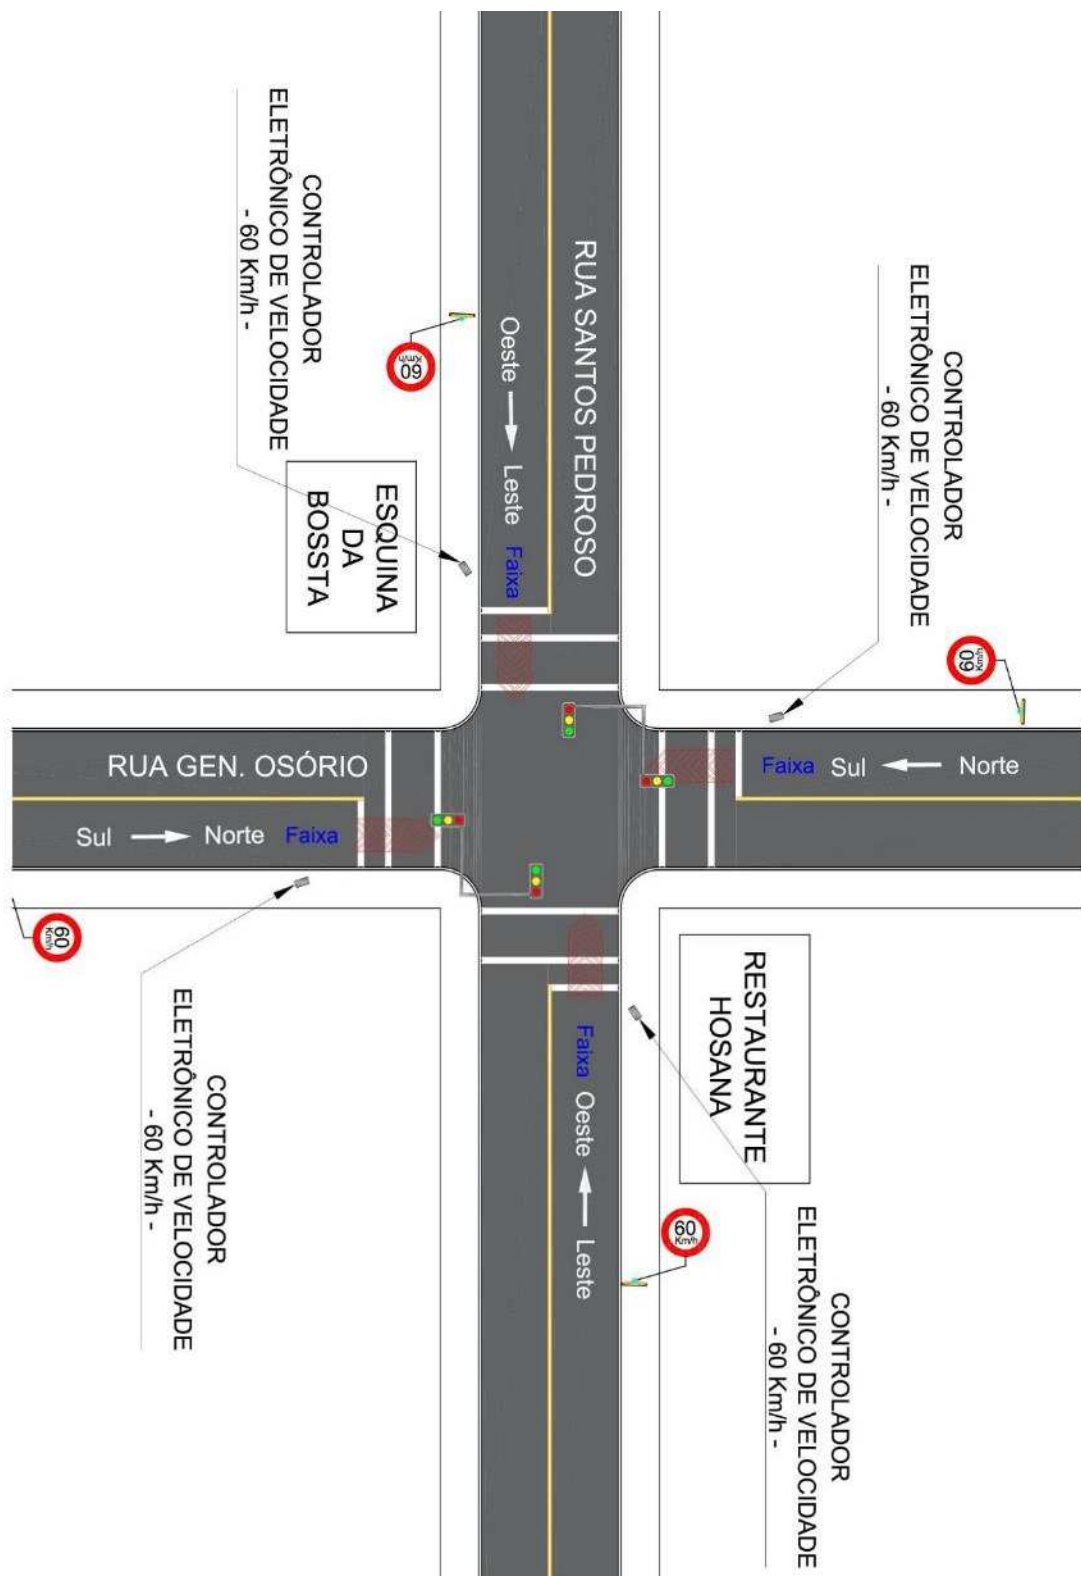 CONTROLADOR
ELETRÔNICO DE VELOCIDADE
- 60 Km/h -
CONTROLADOR
ELETRÔNICO DE VELOCIDADE
- 60 Km/h -
RUA SANTOS PEDROSO
Oeste Leste Faixa
60
Km/h
60
Km/h
ESQUINA
DA
BOSSTA
RUA GEN. OSÓRIO
Faixa Sul Norte
Sul Norte Faixa
60
Km/h
RESTAURANTE
HOSANA
Faixa Oeste Leste
60
Km/h
CONTROLADOR
ELETRÔNICO DE VELOCIDADE
- 60 Km/h -
CONTROLADOR
ELETRÔNICO DE VELOCIDADE
- 60 Km/h -